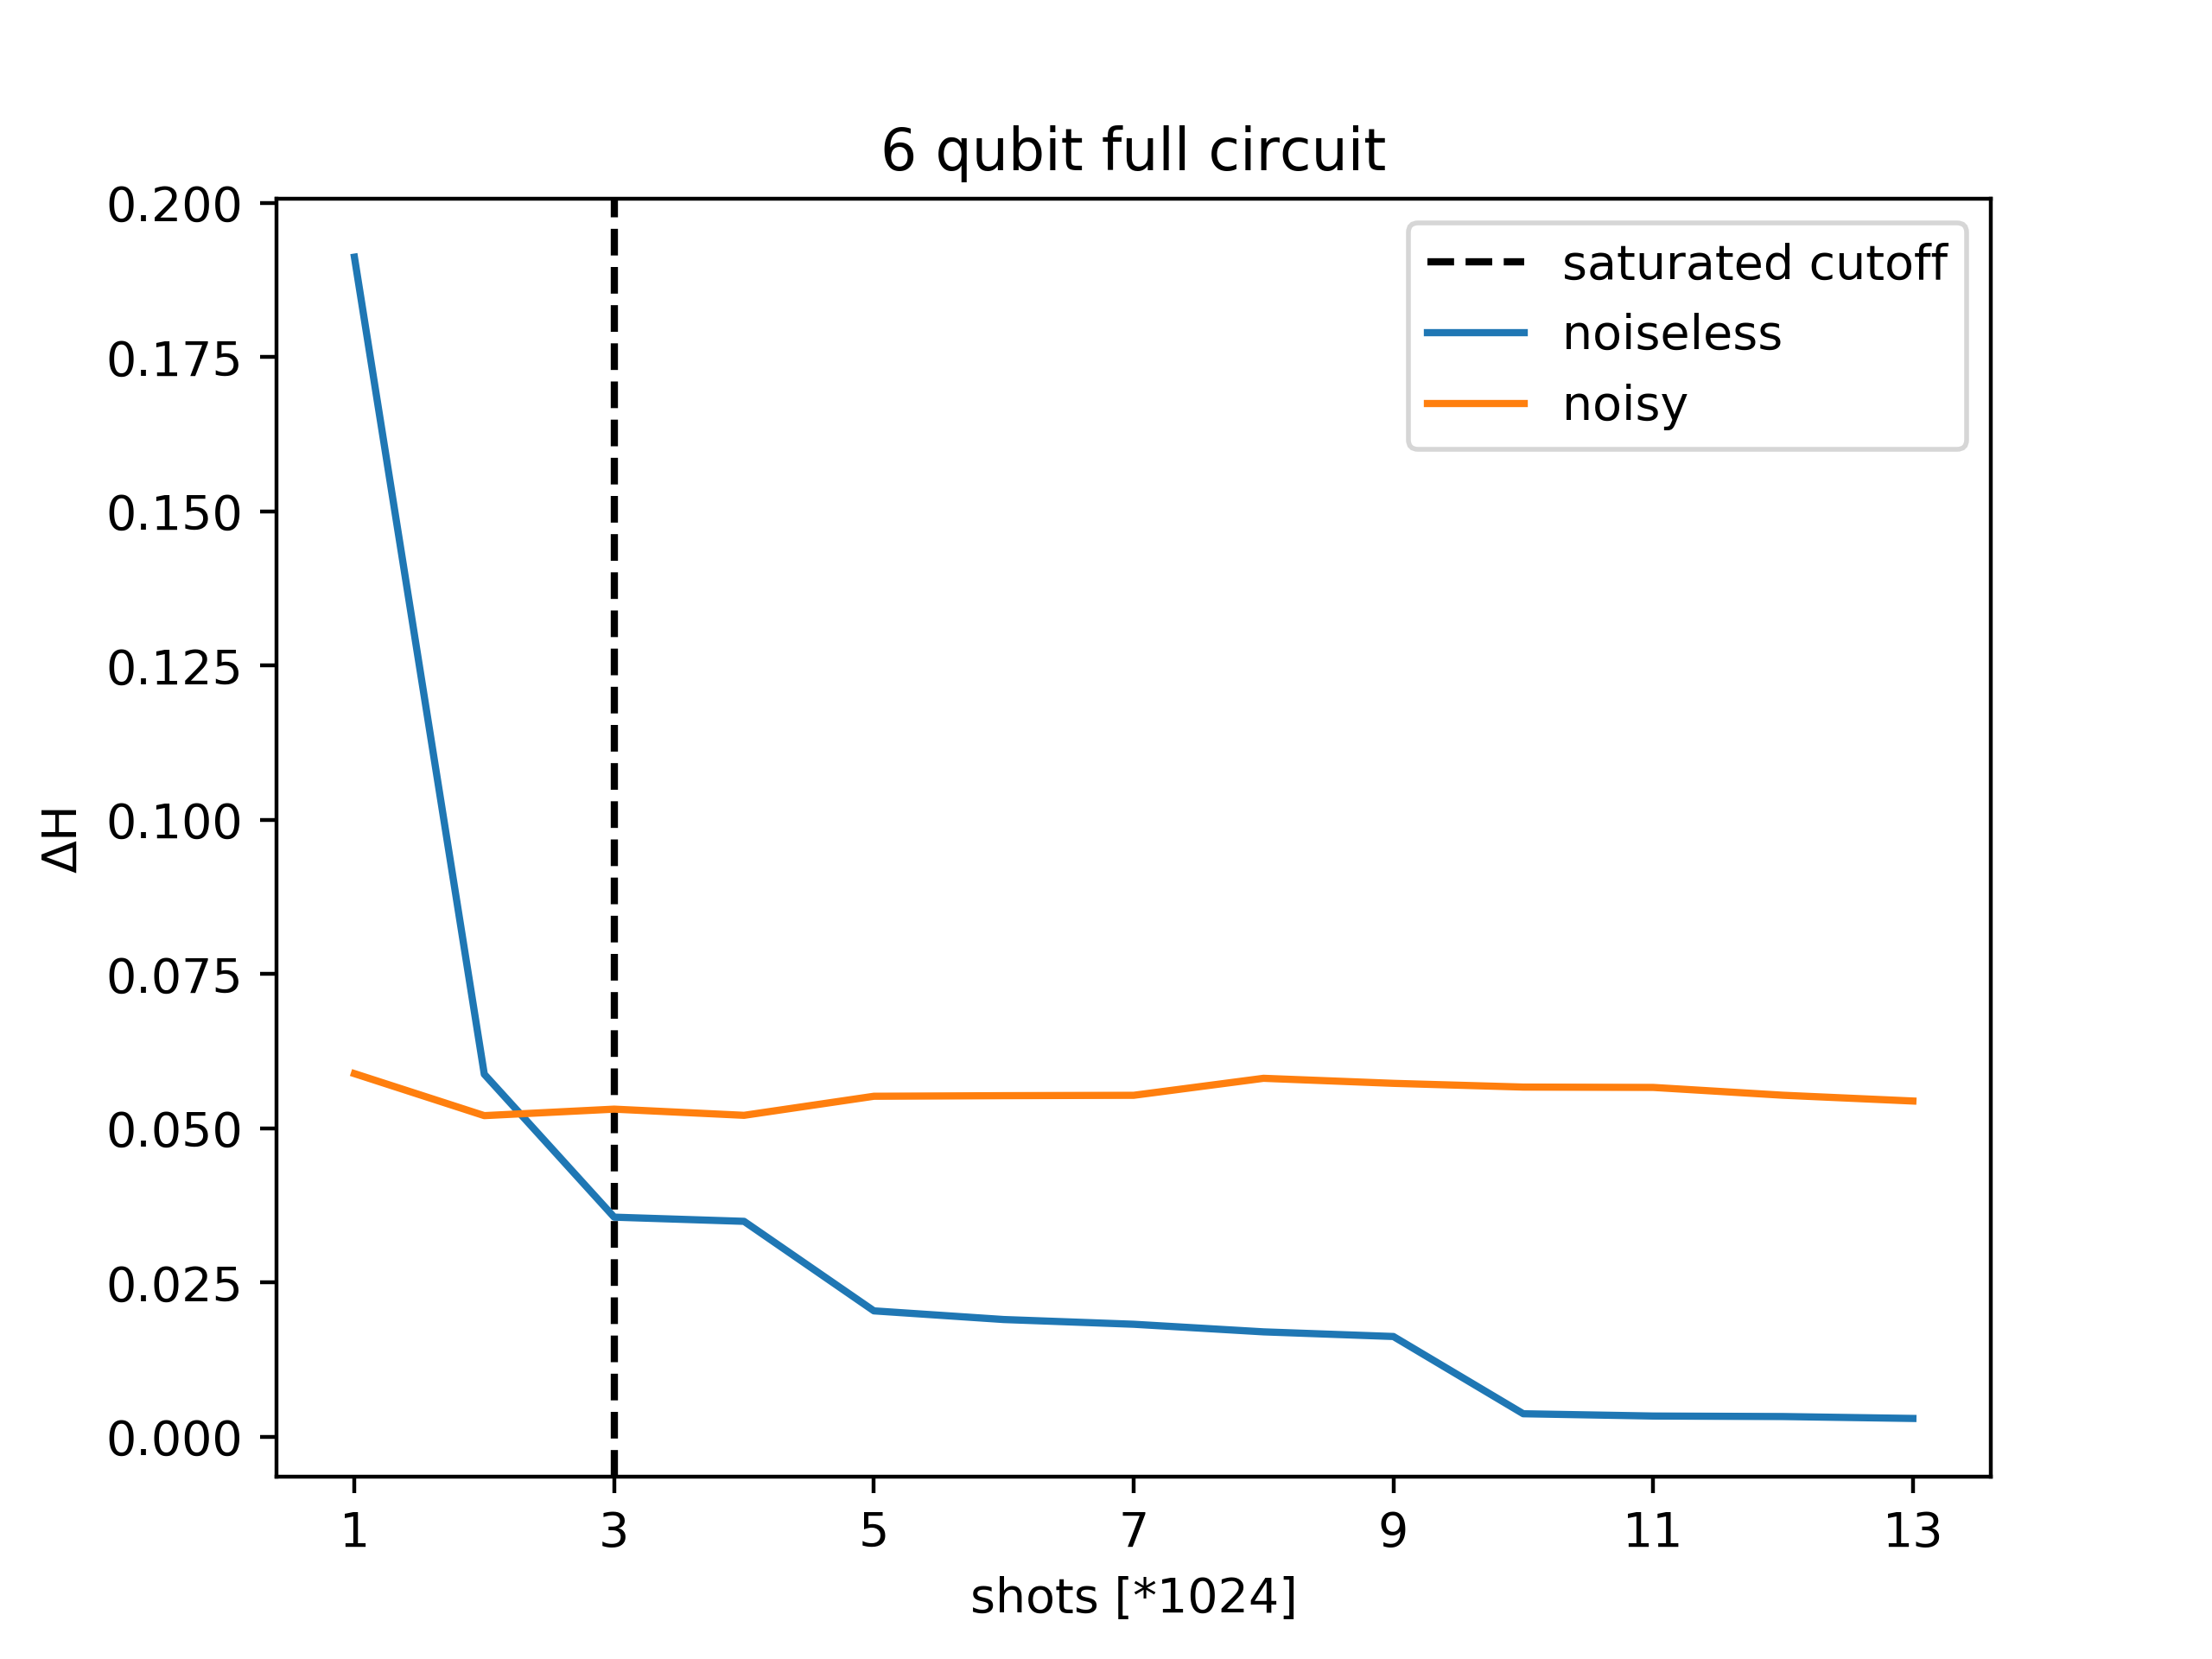 6 qubit full circuit
0.200
0.175
0.150
0.125
0.100
0.075
0.050
0.025
0.000
ΔH
saturated cutoff
noiseless
noisy
1 3 5 7 9 11 13
shots [*1024]